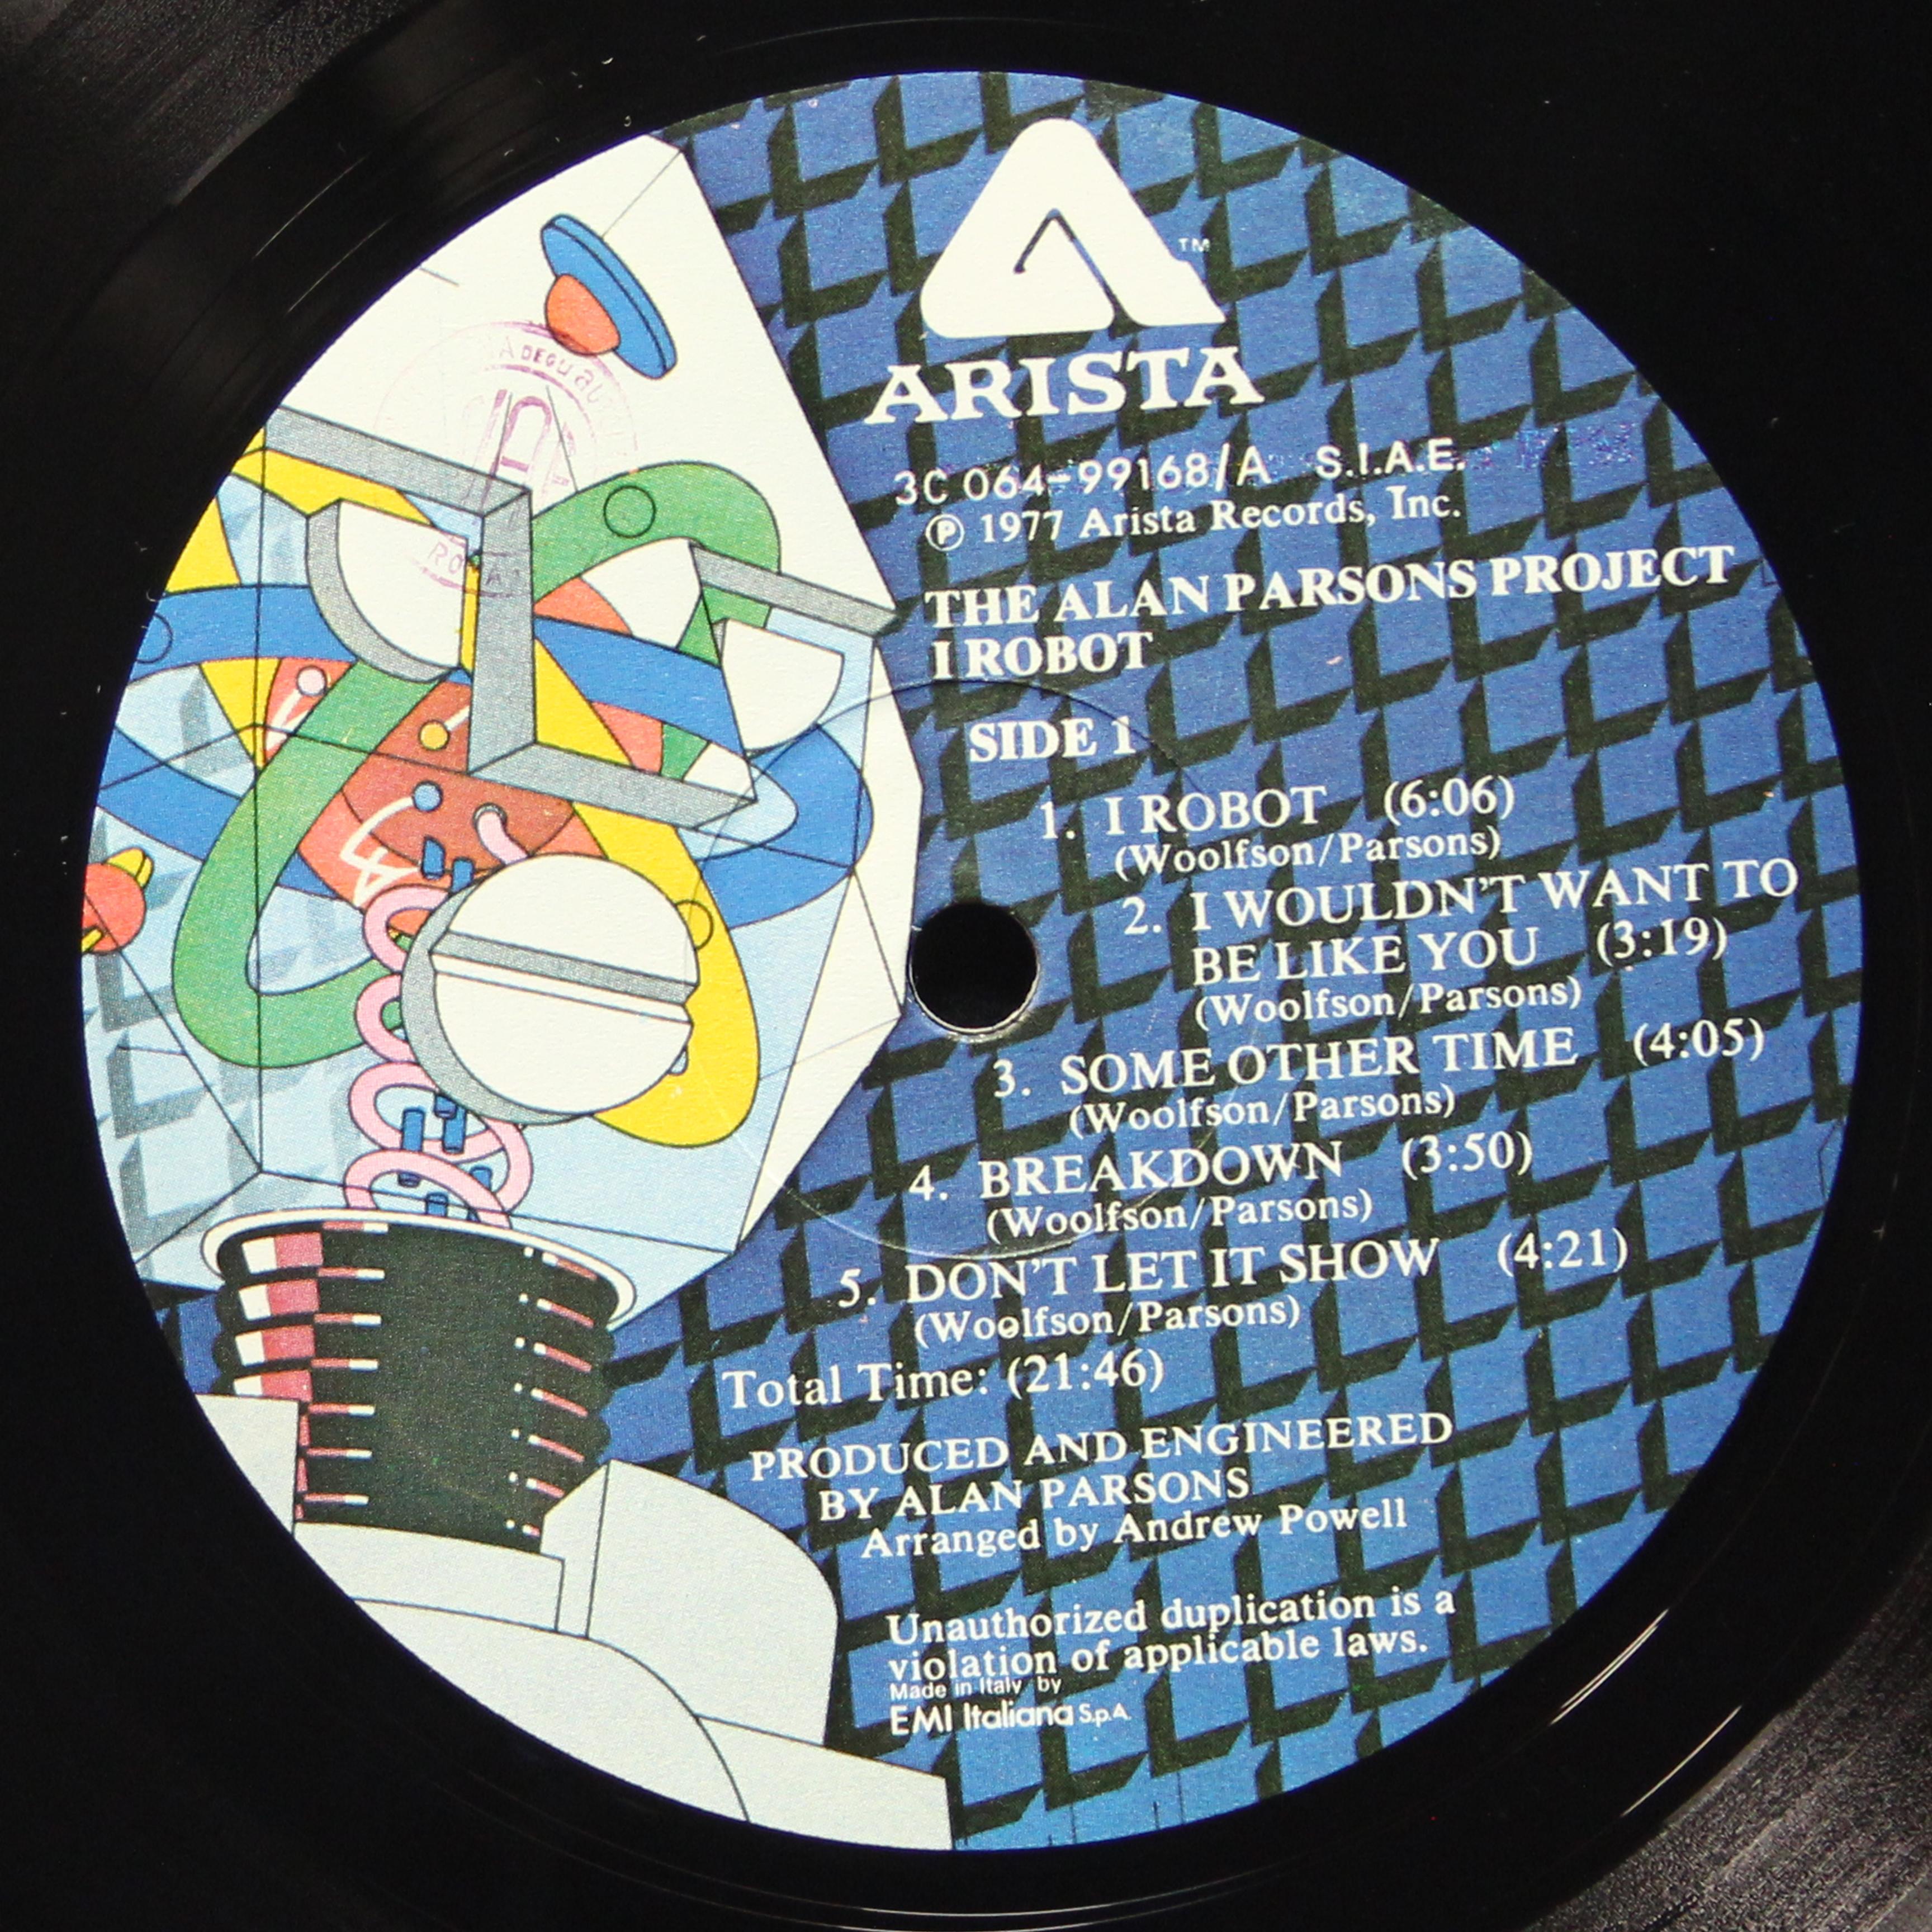 TM
ARISTA
3C 064-99168/A S.I.A.E.
Ⓟ 1977 Arista Records, Inc.
THE ALAN PARSONS PROJECT
I ROBOT
SIDE 1
1. I ROBOT (6:06)
(Woolfson/Parsons)
2. I WOULDN'T WANT TO
BE LIKE YOU (3:19)
(Woolfson/Parsons)
3. SOME OTHER TIME (4:05)
(Woolfson/Parsons)
4. BREAKDOWN (3:50)
(Woolfson/Parsons)
5. DON'T LET IT SHOW (4:21)
(Woolfson/Parsons)
Total Time: (21:46)
PRODUCED AND ENGINEERED
BY ALAN PARSONS
Arranged by Andrew Powell
Unauthorized duplication is a
violation of applicable laws.
Made in Italy by
EMI Italiana S.p.A.